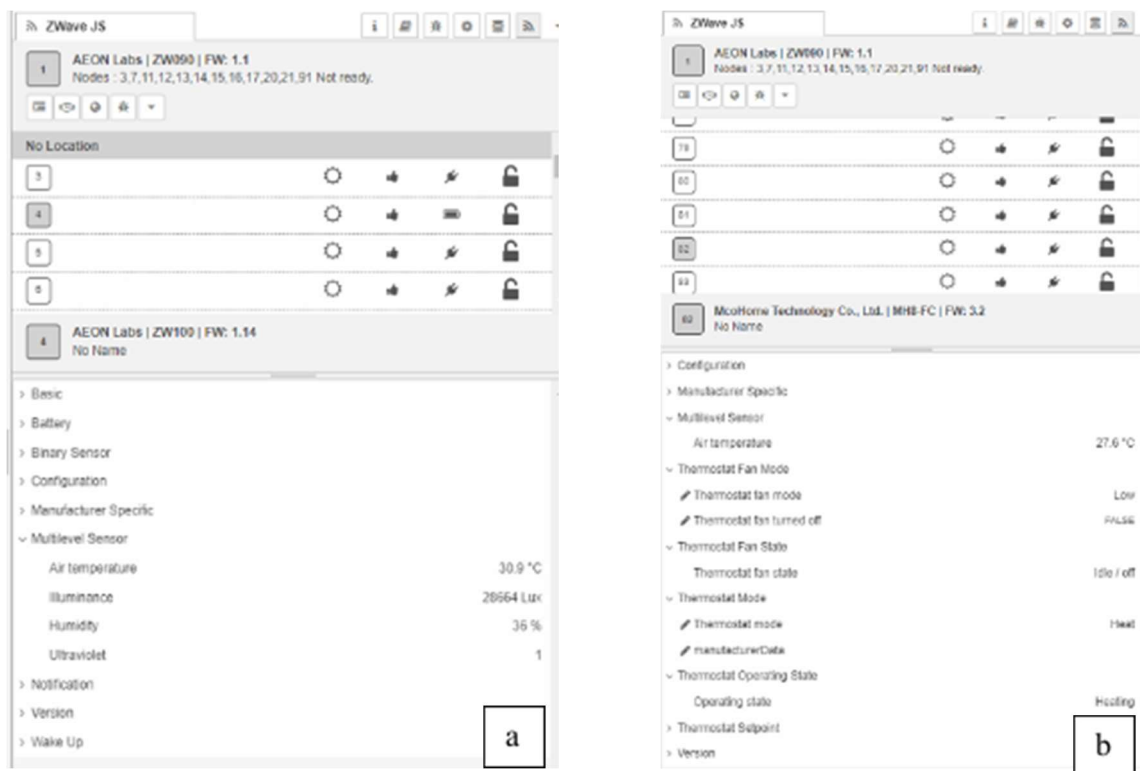 ZWave JS
1
AEON Labs | ZW090 | FW: 1.1
Nodes : 3,7,11,12,13,14,15,16,17,20,21,91 Not ready.
No Location
3
4
5
6
4
AEON Labs | ZW100 | FW: 1.14
No Name
> Basic
> Battery
> Binary Sensor
> Configuration
> Manufacturer Specific
Multilevel Sensor
Air temperature 30.9 °C
Illuminance 28664 Lux
Humidity 36 %
Ultraviolet 1
> Notification
> Version
> Wake Up
a
ZWave JS
1
AEON Labs | ZW090 | FW: 1.1
Nodes : 3,7,11,12,13,14,15,16,17,20,21,91 Not ready.
McoHome Technology Co., Ltd. | MH8-FC | FW: 3.2
No Name
> Configuration
> Manufacturer Specific
Multilevel Sensor
Air temperature 27.6 °C
Thermostat Fan Mode
Thermostat fan mode Low
Thermostat fan turned off FALSE
Thermostat Fan State
Thermostat fan state Idle / off
Thermostat Mode
Thermostat mode Heat
manufacturerData
Thermostat Operating State
Operating state Heating
> Thermostat Setpoint
> Version
b